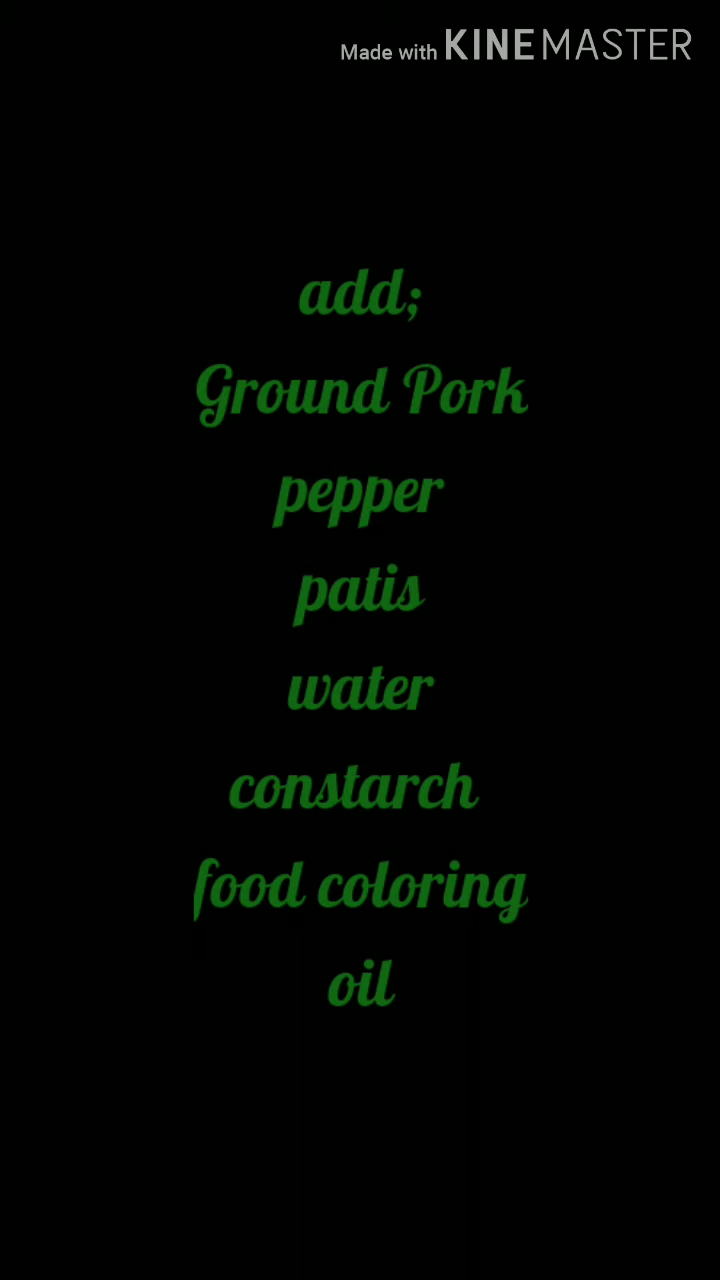 Made with KINEMASTER
add;
Ground Pork
pepper
patis
water
constarch
food coloring
oil